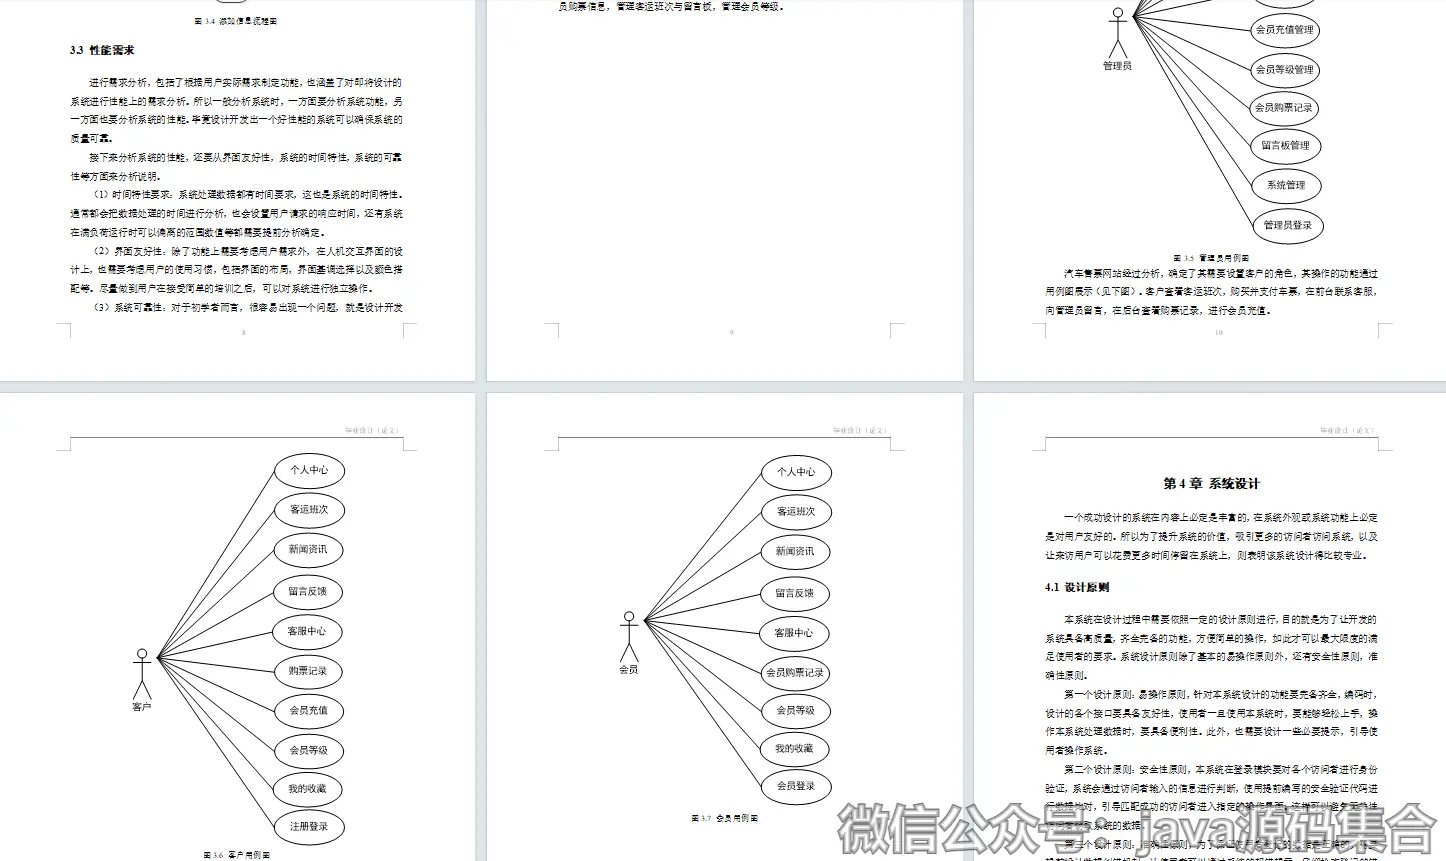 图 3.4 添加信息流程图
3.3 性能需求
进行需求分析，包括了根据用户实际需求制定功能，也涵盖了对即将设计的
系统进行性能上的需求分析。所以一般分析系统时，一方面要分析系统功能，另
一方面也要分析系统的性能。毕竟设计开发出一个好性能的系统可以确保系统的
质量可靠。
接下来分析系统的性能，还要从界面友好性，系统的时间特性，系统的可靠
性等方面来分析说明。
（1）时间特性要求：系统处理数据都有时间要求，这也是系统的时间特性。
通常都会把数据处理的时间进行分析，也会设置用户请求的响应时间，还有系统
在满负荷运行时可以偏离的范围数值等都需要提前分析确定。
（2）界面友好性：除了功能上需要考虑用户需求外，在人机交互界面的设
计上，也需要考虑用户的使用习惯，包括界面的布局，界面基调选择以及颜色搭
配等。尽量做到用户在接受简单的培训之后，可以对系统进行独立操作。
（3）系统可靠性：对于初学者而言，很容易出现一个问题，就是设计开发
8
员购票信息，管理客运班次与留言板，管理会员等级。
9
会员充值管理
会员等级管理
会员购票记录
留言板管理
系统管理
管理员登录
管理员
图 3.5 管理员用例图
汽车售票网站经过分析，确定了其需要设置客户的角色，其操作的功能通过
用例图展示（见下图）。客户查看客运班次，购买并支付车票，在前台联系客服，
向管理员留言，在后台查看购票记录，进行会员充值。
10
毕业设计（论文）
个人中心
客运班次
新闻资讯
留言反馈
客服中心
购票记录
会员充值
会员等级
我的收藏
注册登录
客户
图 3.6 客户用例图
毕业设计（论文）
个人中心
客运班次
新闻资讯
留言反馈
客服中心
会员购票记录
会员等级
我的收藏
会员登录
会员
图 3.7 会员用例图
毕业设计（论文）
第 4 章 系统设计
一个成功设计的系统在内容上必定是丰富的，在系统外观或系统功能上必定
是对用户友好的。所以为了提升系统的价值，吸引更多的访问者访问系统，以及
让来访用户可以花费更多时间停留在系统上，则表明该系统设计得比较专业。
4.1 设计原则
本系统在设计过程中需要依照一定的设计原则进行，目的就是为了让开发的
系统具备高质量，齐全完备的功能，方便简单的操作，如此才可以最大限度的满
足使用者的要求。系统设计原则除了基本的易操作原则外，还有安全性原则，准
确性原则。
第一个设计原则：易操作原则，针对本系统设计的功能要完备齐全，编码时，
设计的各个接口要具备友好性，使用者一旦使用本系统时，要能够轻松上手，操
作本系统处理数据时，要具备便利性。此外，也需要设计一些必要提示，引导使
用者操作系统。
第二个设计原则：安全性原则，本系统在登录模块要对各个访问者进行身份
验证，系统会通过访问者输入的信息进行判断，使用提前编写的安全验证代码进
行数据比对，引导匹配成功的访问者进入指定的操作界面。
微信公众号：java源码集合